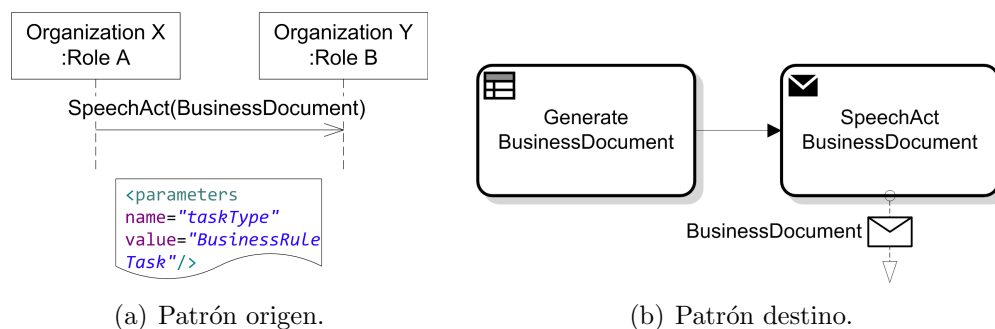 Organization X
:Role A
Organization Y
:Role B
SpeechAct(BusinessDocument)
<parameters
name="taskType"
value="BusinessRule
Task"/>
(a) Patrón origen.
Generate
BusinessDocument
SpeechAct
BusinessDocument
BusinessDocument
(b) Patrón destino.